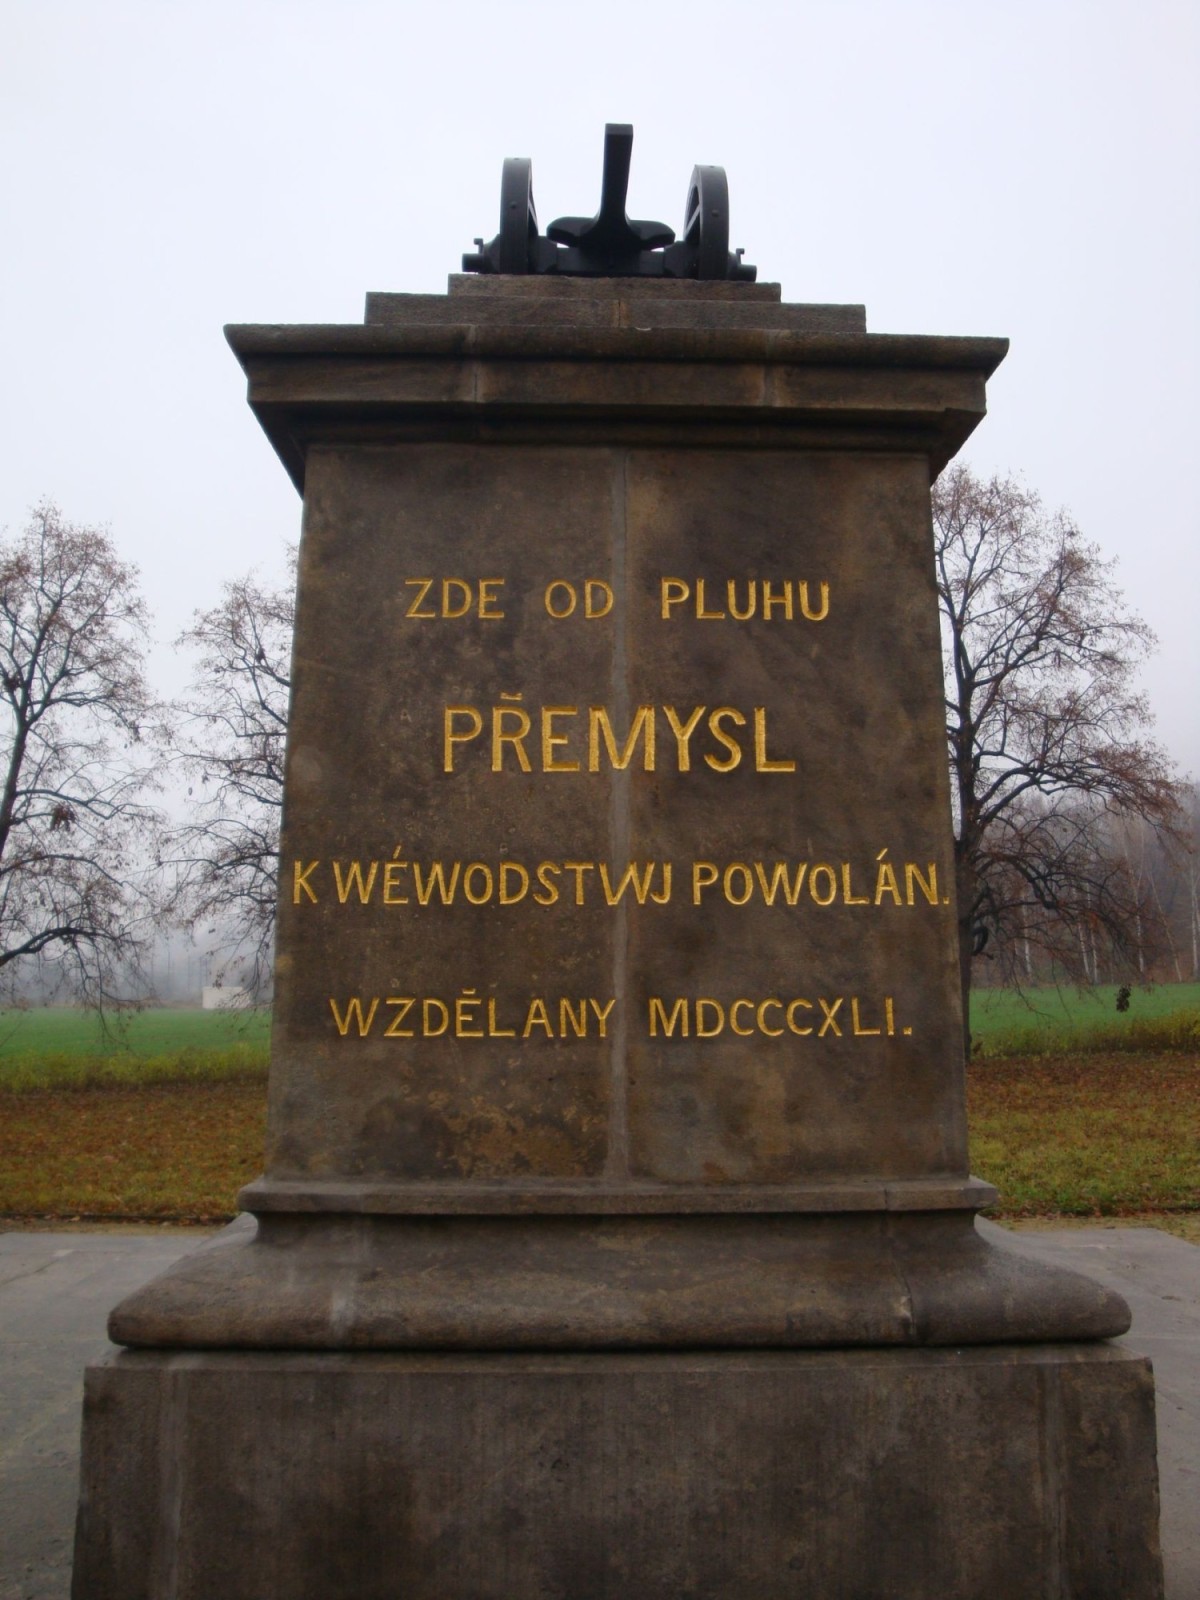 ZDE OD PLUHU
PŘEMYSL
K WÉWODSTWJ POWOLÁN.
WZDĚLANY MDCCCXLI.